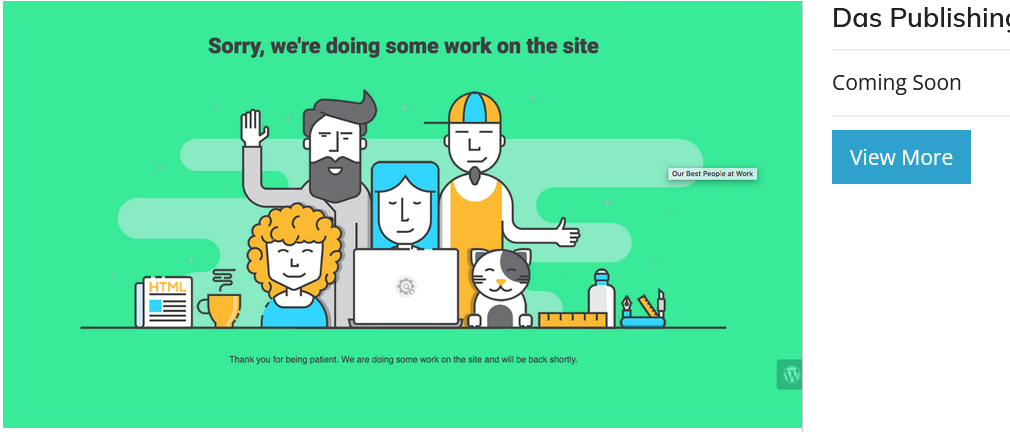 Sorry, we're doing some work on the site
Our Best People at Work
HTML
Thank you for being patient. We are doing some work on the site and will be back shortly.
Das Publishing
Coming Soon
View More